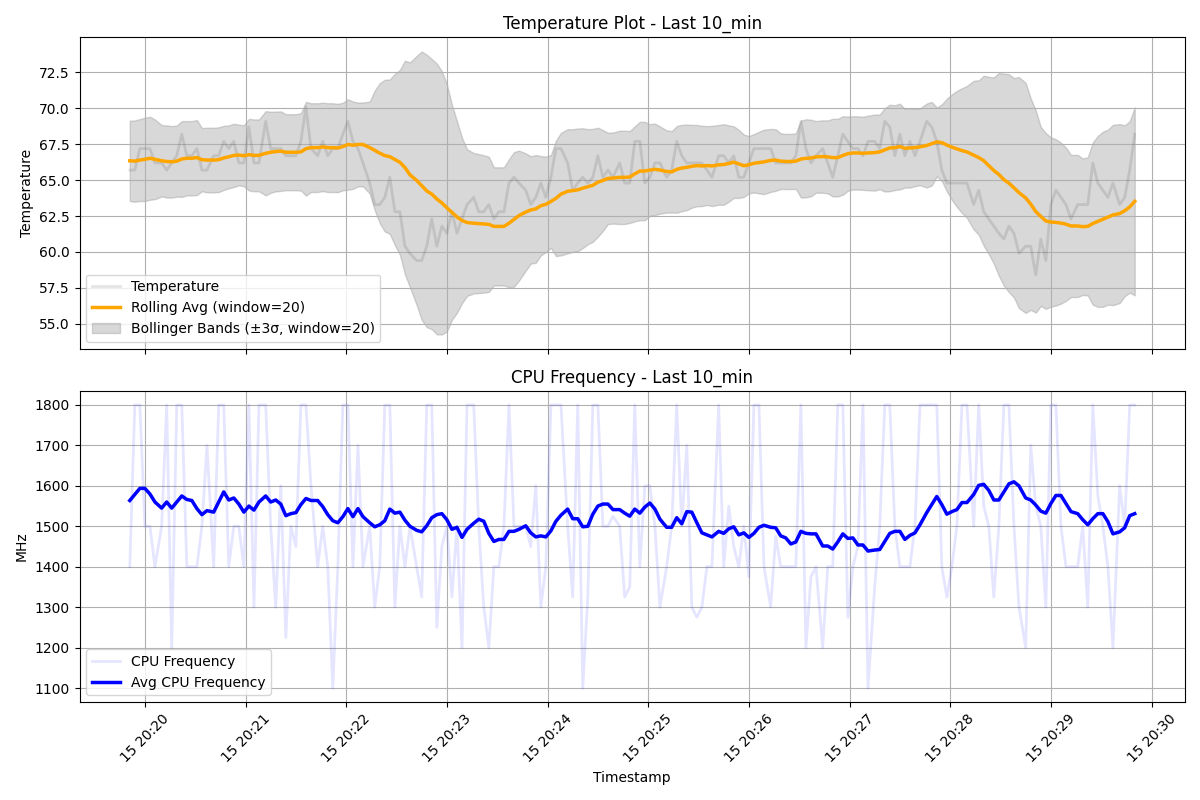 Temperature Plot - Last 10_min
Temperature
72.5
70.0
67.5
65.0
62.5
60.0
57.5
55.0
Temperature
Rolling Avg (window=20)
Bollinger Bands (±3σ, window=20)
CPU Frequency - Last 10_min
MHz
1800
1700
1600
1500
1400
1300
1200
1100
CPU Frequency
Avg CPU Frequency
15 20:20
15 20:21
15 20:22
15 20:23
15 20:24
15 20:25
15 20:26
15 20:27
15 20:28
15 20:29
15 20:30
Timestamp